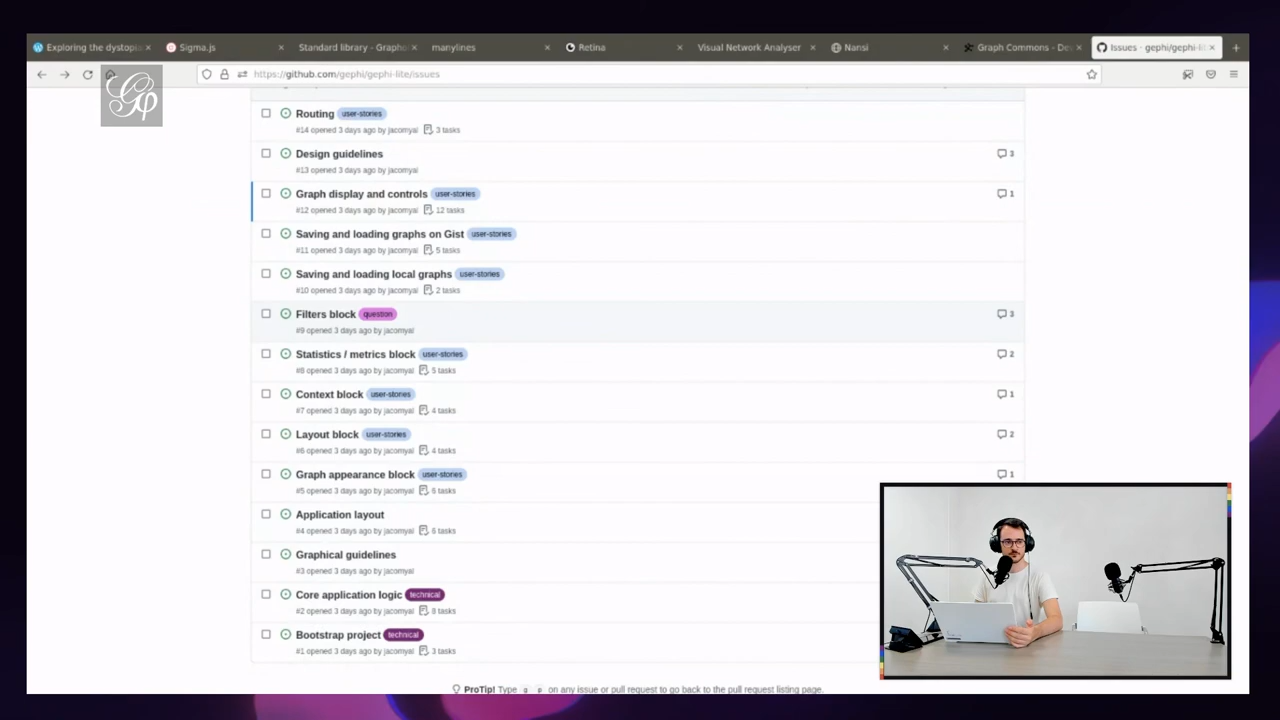 Exploring the dystopi
Sigma.js
Standard library - Graphe
manylines
Retina
Visual Network Analyser
Nansi
Graph Commons - De
Issues · gephi/gephi-lit
https://github.com/gephi/gephi-lite/issues
Routing user-stories
#14 opened 3 days ago by jacomyal 3 tasks
Design guidelines 3
#13 opened 3 days ago by jacomyal
Graph display and controls user-stories 1
#12 opened 3 days ago by jacomyal 12 tasks
Saving and loading graphs on Gist user-stories
#11 opened 3 days ago by jacomyal 5 tasks
Saving and loading local graphs user-stories
#10 opened 3 days ago by jacomyal 2 tasks
Filters block question 3
#9 opened 3 days ago by jacomyal
Statistics / metrics block user-stories 2
#8 opened 3 days ago by jacomyal 5 tasks
Context block user-stories 1
#7 opened 3 days ago by jacomyal 4 tasks
Layout block user-stories 2
#6 opened 3 days ago by jacomyal 4 tasks
Graph appearance block user-stories 1
#5 opened 3 days ago by jacomyal 6 tasks
Application layout
#4 opened 3 days ago by jacomyal 6 tasks
Graphical guidelines
#3 opened 3 days ago by jacomyal
Core application logic technical
#2 opened 3 days ago by jacomyal 8 tasks
Bootstrap project technical
#1 opened 3 days ago by jacomyal 3 tasks
ProTip! Type g p on any issue or pull request to go back to the pull request listing page.